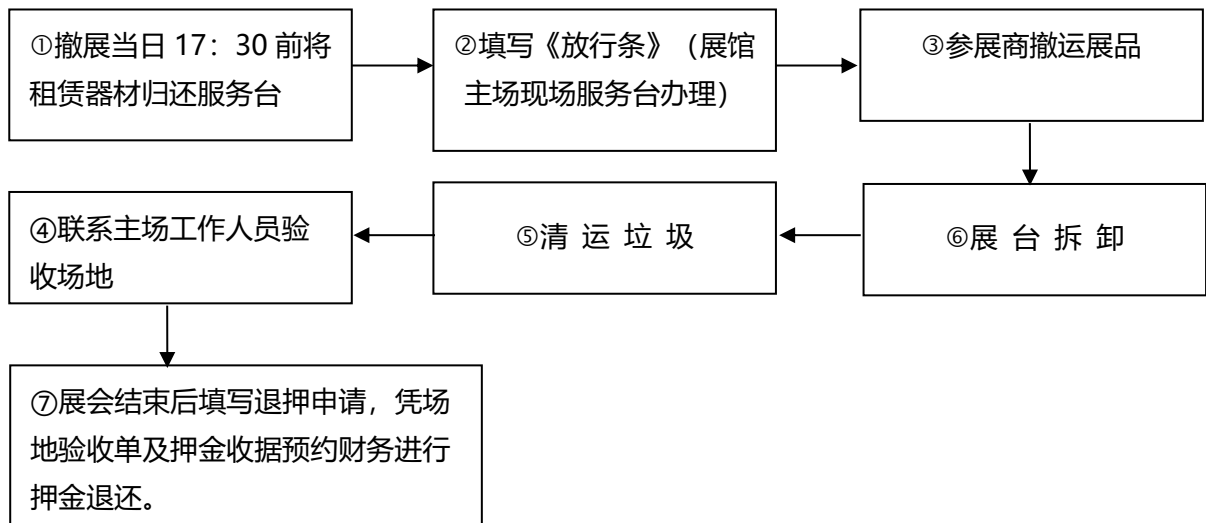 ①撤展当日 17：30 前将
租赁器材归还服务台
②填写《放行条》（展馆
主场现场服务台办理）
③参展商撤运展品
④联系主场工作人员验
收场地
⑤清 运 垃 圾
⑥展 台 拆 卸
⑦展会结束后填写退押申请，凭场
地验收单及押金收据预约财务进行
押金退还。